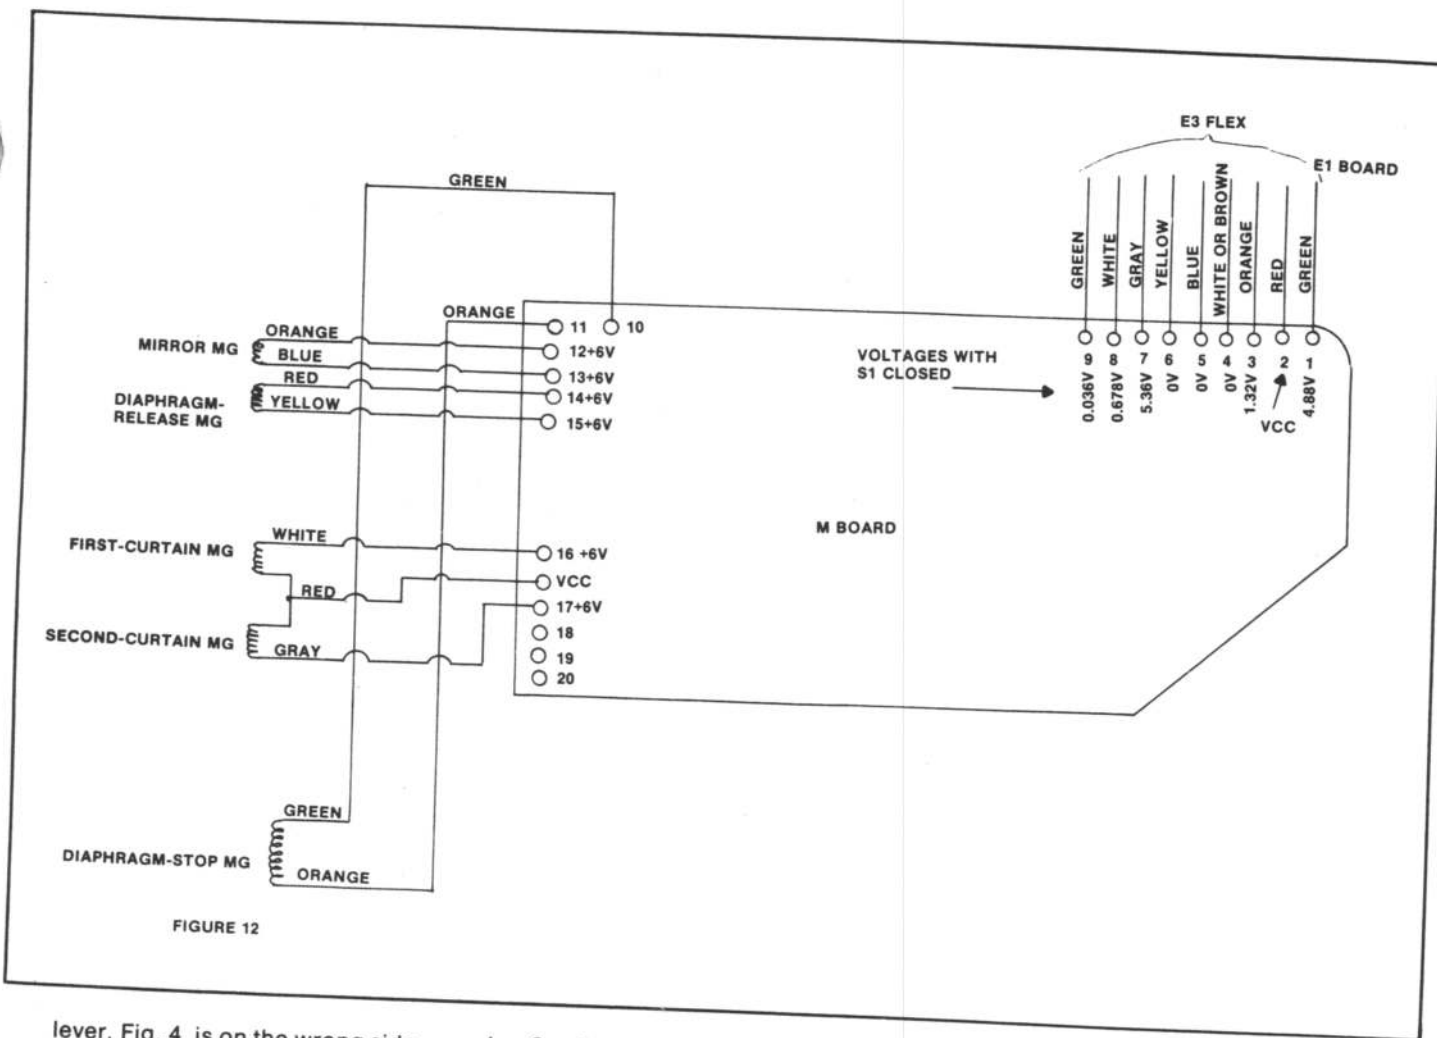 E3 FLEX
E1 BOARD
GREEN
WHITE
GRAY
YELLOW
BLUE
WHITE OR BROWN
ORANGE
RED
GREEN
9
8
7
6
5
4
3
2
1
0.036V
0.678V
5.36V
0V
0V
0V
1.32V
VCC
4.88V
VOLTAGES WITH
S1 CLOSED
GREEN
ORANGE
11
10
MIRROR MG
ORANGE
12+6V
BLUE
13+6V
DIAPHRAGM-
RELEASE MG
RED
14+6V
YELLOW
15+6V
M BOARD
FIRST-CURTAIN MG
WHITE
16 +6V
VCC
RED
17+6V
SECOND-CURTAIN MG
GRAY
18
19
20
GREEN
DIAPHRAGM-STOP MG
ORANGE
FIGURE 12
lever, Fig. 4, is on the wrong side